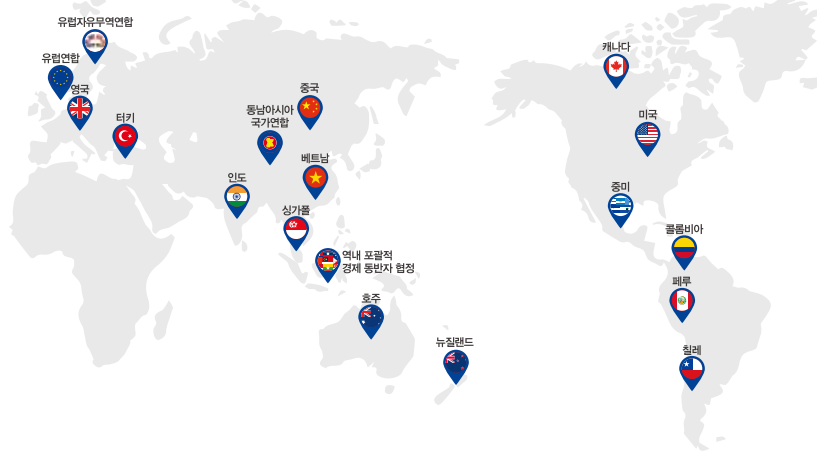 유럽자유무역연합
유럽연합
영국
터키
중국
동남아시아
국가연합
베트남
인도
싱가폴
역내 포괄적
경제 동반자 협정
호주
뉴질랜드
캐나다
미국
중미
콜롬비아
페루
칠레